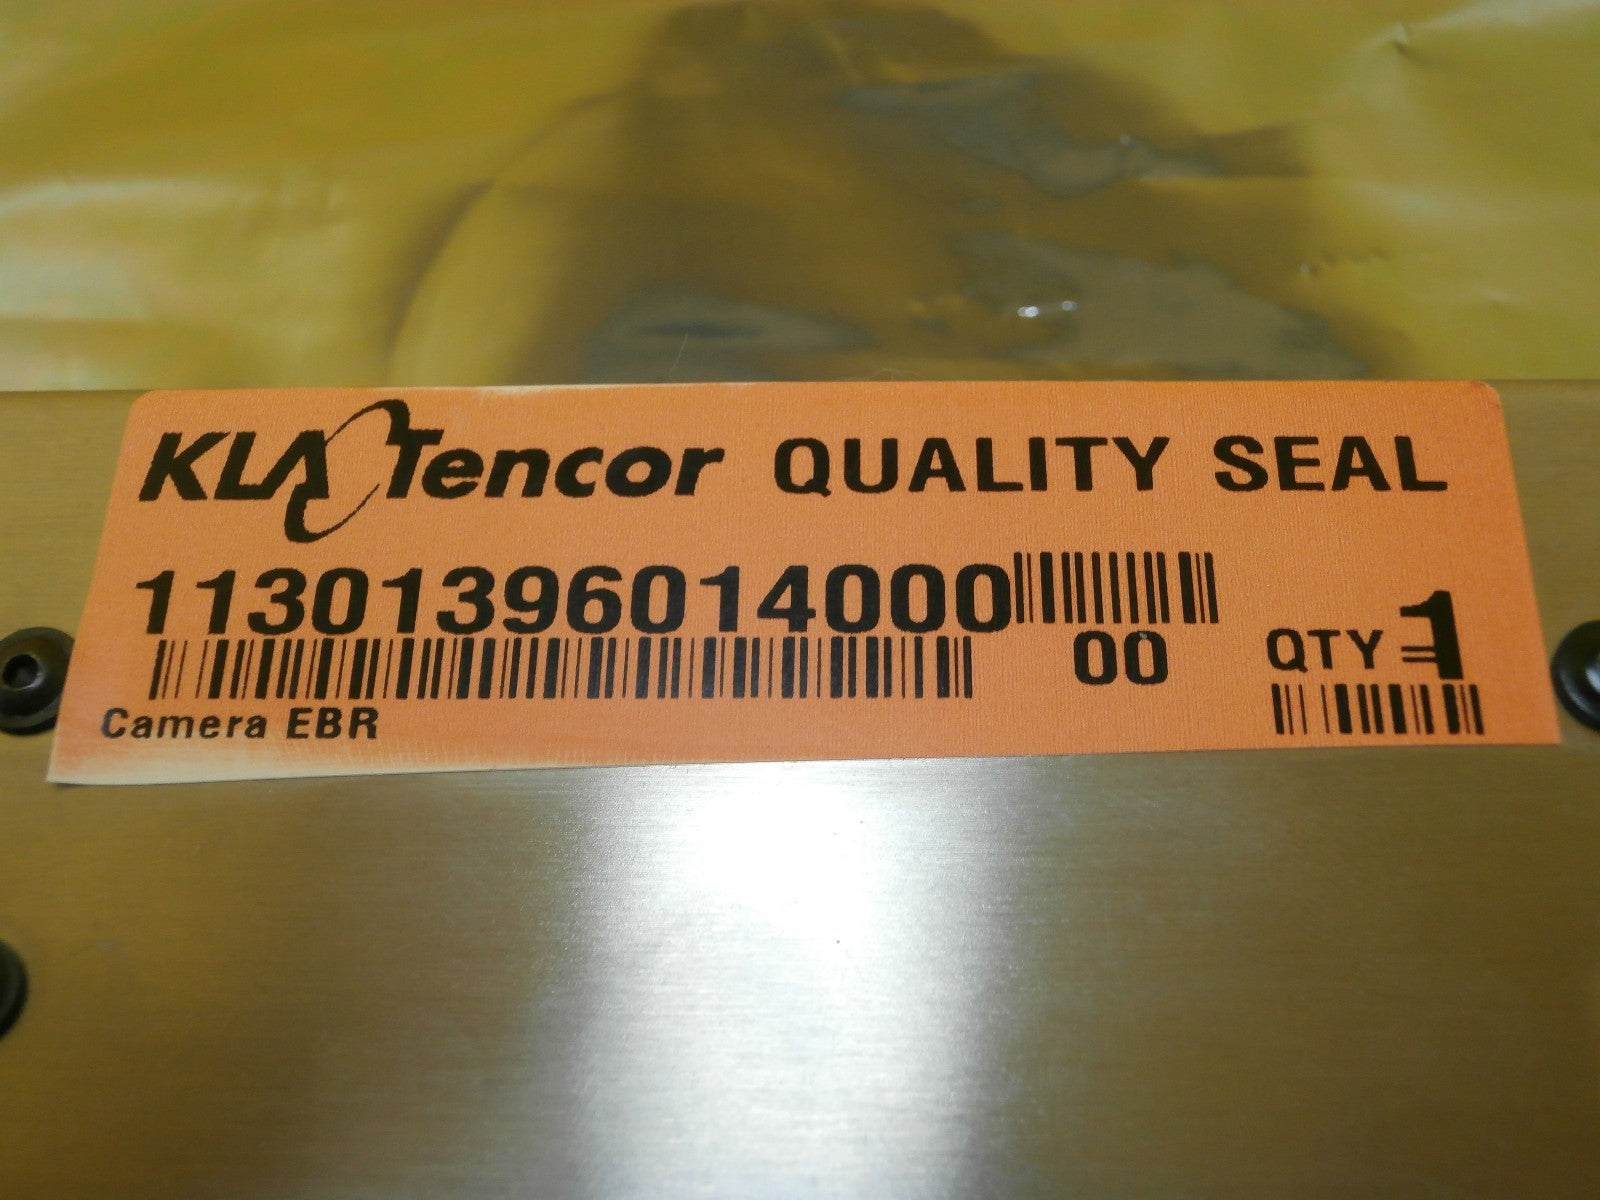 KLA Tencor QUALITY SEAL
11301396014000
00
QTY = 1
Camera EBR